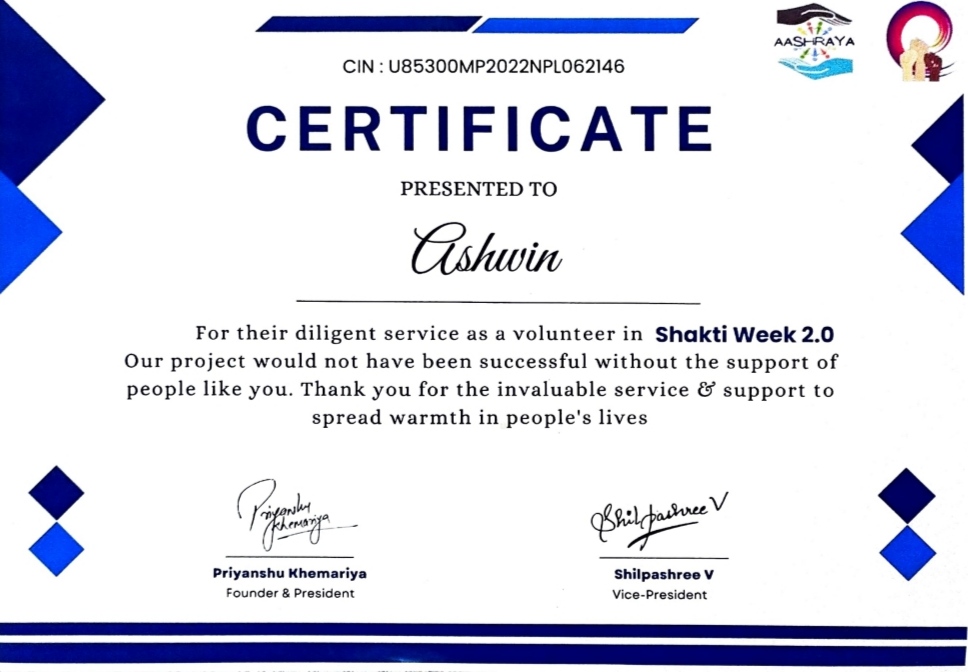 AASHRAYA
CIN : U85300MP2022NPL062146
CERTIFICATE
PRESENTED TO
Ashwin
For their diligent service as a volunteer in Shakti Week 2.0
Our project would not have been successful without the support of
people like you. Thank you for the invaluable service & support to
spread warmth in people's lives
Priyanshu Khemariya
Shilpashree V
Priyanshu Khemariya
Shilpashree V
Founder & President
Vice-President